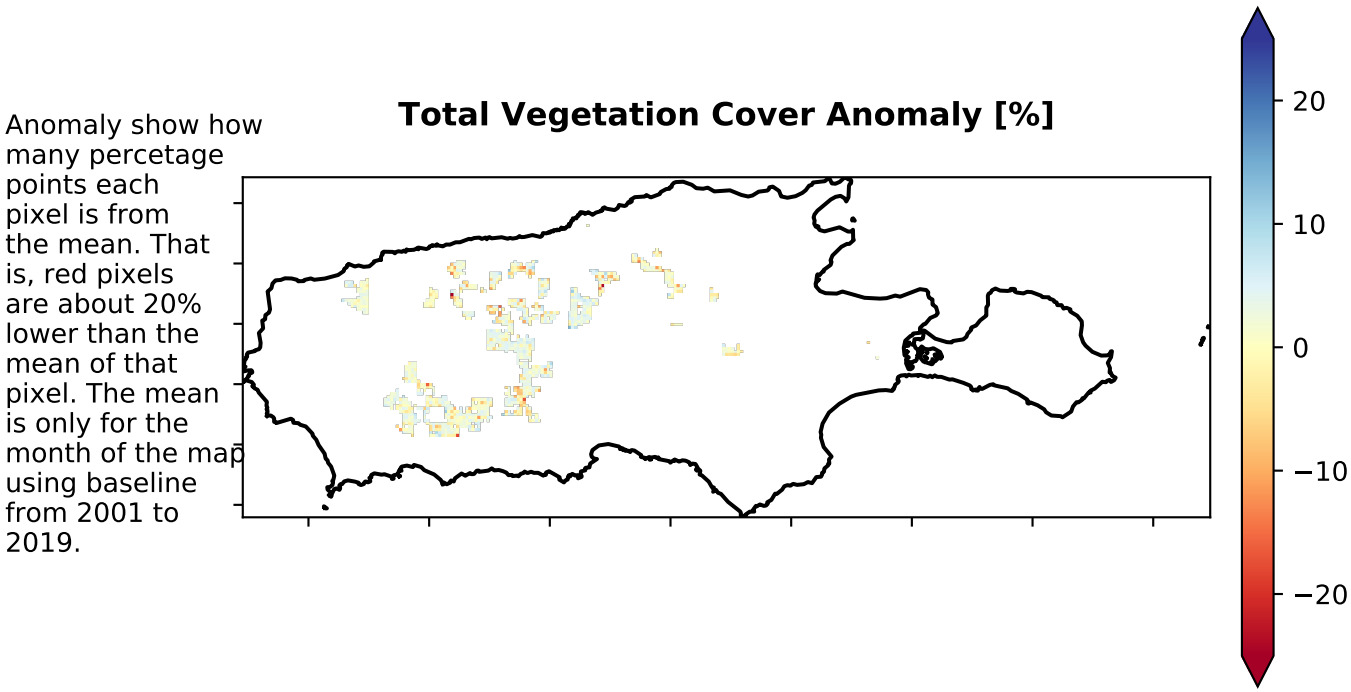 Total Vegetation Cover Anomaly [%]
Anomaly show how
many percetage
points each
pixel is from
the mean. That
is, red pixels
are about 20%
lower than the
mean of that
pixel. The mean
is only for the
month of the map
using baseline
from 2001 to
2019.
20
10
0
−10
−20